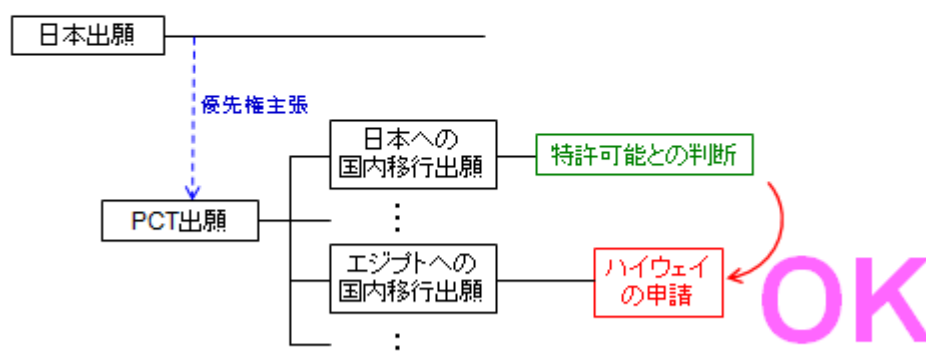 日本出願
優先権主張
日本への
国内移行出願
特許可能との判断
PCT出願
エジプトへの
国内移行出願
ハイウェイ
の申請
OK